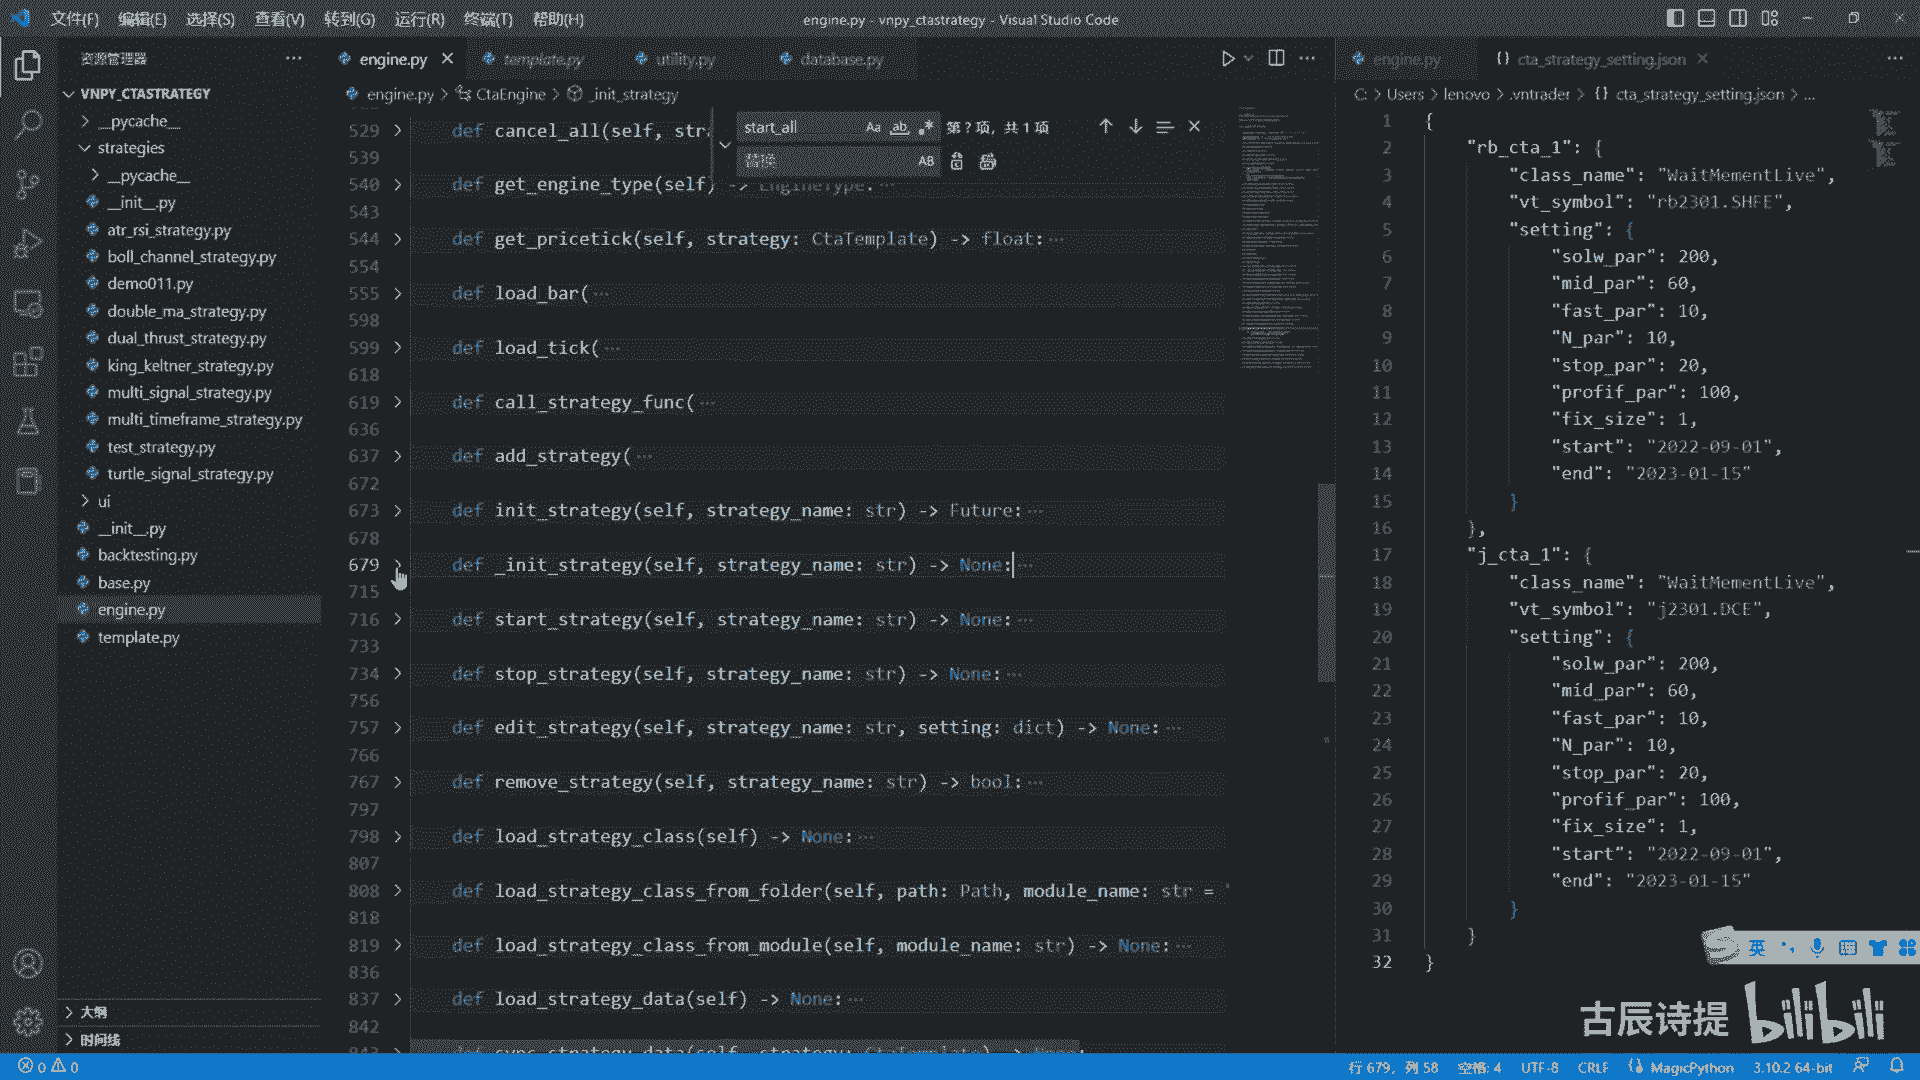 文件(F) 编辑(E) 选择(S) 查看(V) 转到(G) 运行(R) 终端(T) 帮助(H)
engine.py - vnpy_ctastrategy - Visual Studio Code
资源管理器
VNPY_CTASTRATEGY
__pycache__
strategies
__pycache__
__init__.py
atr_rsi_strategy.py
boll_channel_strategy.py
demo011.py
double_ma_strategy.py
dual_thrust_strategy.py
king_keltner_strategy.py
multi_signal_strategy.py
multi_timeframe_strategy.py
test_strategy.py
turtle_signal_strategy.py
ui
__init__.py
backtesting.py
base.py
engine.py
template.py
大纲
时间线
engine.py template.py utility.py database.py
engine.py > CtaEngine > _init_strategy
start_all Aa ab 第 ? 项, 共 1 项
替换 AB
529 def cancel_all(self, str
539
540 def get_engine_type(self) -> EngineType:
543
544 def get_pricetick(self, strategy: CtaTemplate) -> float:
554
555 def load_bar(
598
599 def load_tick(
618
619 def call_strategy_func(
636
637 def add_strategy(
672
673 def init_strategy(self, strategy_name: str) -> Future:
678
679 def _init_strategy(self, strategy_name: str) -> None:
715
716 def start_strategy(self, strategy_name: str) -> None:
733
734 def stop_strategy(self, strategy_name: str) -> None:
756
757 def edit_strategy(self, strategy_name: str, setting: dict) -> None:
766
767 def remove_strategy(self, strategy_name: str) -> bool:
797
798 def load_strategy_class(self) -> None:
807
808 def load_strategy_class_from_folder(self, path: Path, module_name: str =
818
819 def load_strategy_class_from_module(self, module_name: str) -> None:
836
837 def load_strategy_data(self) -> None:
842
843 def sync_strategy_data(self, strategy: CtaTemplate) -> None:
engine.py cta_strategy_setting.json
C: > Users > lenovo > .vntrader > {} cta_strategy_setting.json > ...
1 {
2 "rb_cta_1": {
3 "class_name": "WaitMementLive",
4 "vt_symbol": "rb2301.SHFE",
5 "setting": {
6 "solw_par": 200,
7 "mid_par": 60,
8 "fast_par": 10,
9 "N_par": 10,
10 "stop_par": 20,
11 "profif_par": 100,
12 "fix_size": 1,
13 "start": "2022-09-01",
14 "end": "2023-01-15"
15 }
16 },
17 "j_cta_1": {
18 "class_name": "WaitMementLive",
19 "vt_symbol": "j2301.DCE",
20 "setting": {
21 "solw_par": 200,
22 "mid_par": 60,
23 "fast_par": 10,
24 "N_par": 10,
25 "stop_par": 20,
26 "profif_par": 100,
27 "fix_size": 1,
28 "start": "2022-09-01",
29 "end": "2023-01-15"
30 }
31 }
32 }
英
古辰诗提 bilibili
0 0 行 679, 列 58 空格: 4 UTF-8 CRLF MagicPython 3.10.2 64-bit